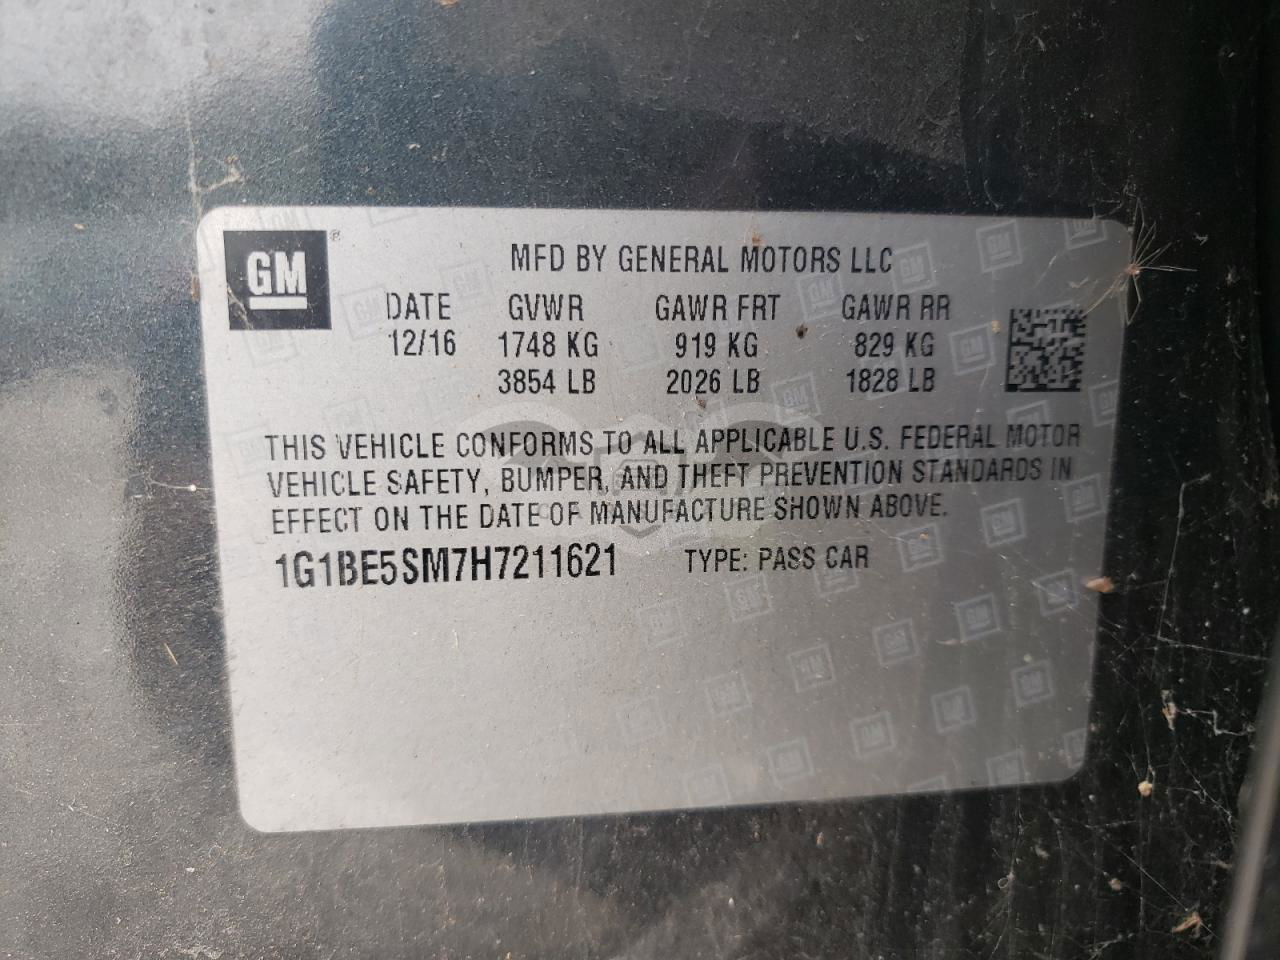 GM ®
MFD BY GENERAL MOTORS LLC
DATE GVWR GAWR FRT GAWR RR
12/16 1748 KG 919 KG 829 KG
3854 LB 2026 LB 1828 LB
THIS VEHICLE CONFORMS TO ALL APPLICABLE U.S. FEDERAL MOTOR
VEHICLE SAFETY, BUMPER, AND THEFT PREVENTION STANDARDS IN
EFFECT ON THE DATE OF MANUFACTURE SHOWN ABOVE.
1G1BE5SM7H7211621 TYPE: PASS CAR